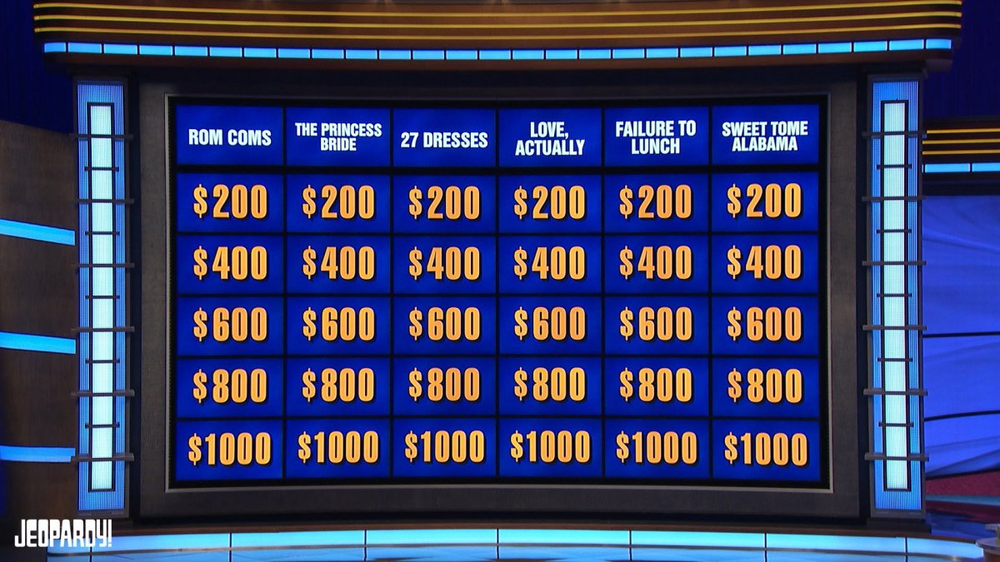 ROM COMS
THE PRINCESS
BRIDE
27 DRESSES
LOVE,
ACTUALLY
FAILURE TO
LUNCH
SWEET TOME
ALABAMA
$200 $200 $200 $200 $200 $200
$400 $400 $400 $400 $400 $400
$600 $600 $600 $600 $600 $600
$800 $800 $800 $800 $800 $800
$1000 $1000 $1000 $1000 $1000 $1000
JEOPARDY!